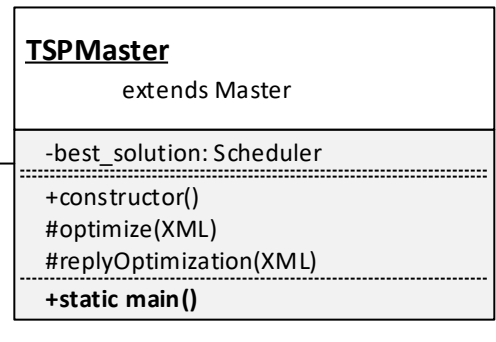 TSPMaster
extends Master
-best_solution: Scheduler
+constructor()
#optimize(XML)
#replyOptimization(XML)
+static main()